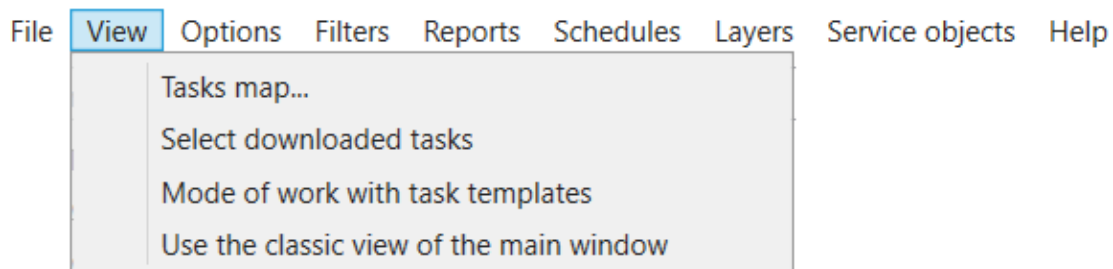 File View Options Filters Reports Schedules Layers Service objects Help
Tasks map...
Select downloaded tasks
Mode of work with task templates
Use the classic view of the main window